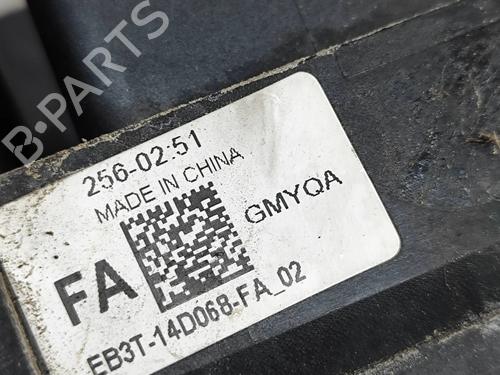 B-PARTS
256-02:51
MADE IN CHINA
FA
GMYQA
EB3T-14D068-FA_02